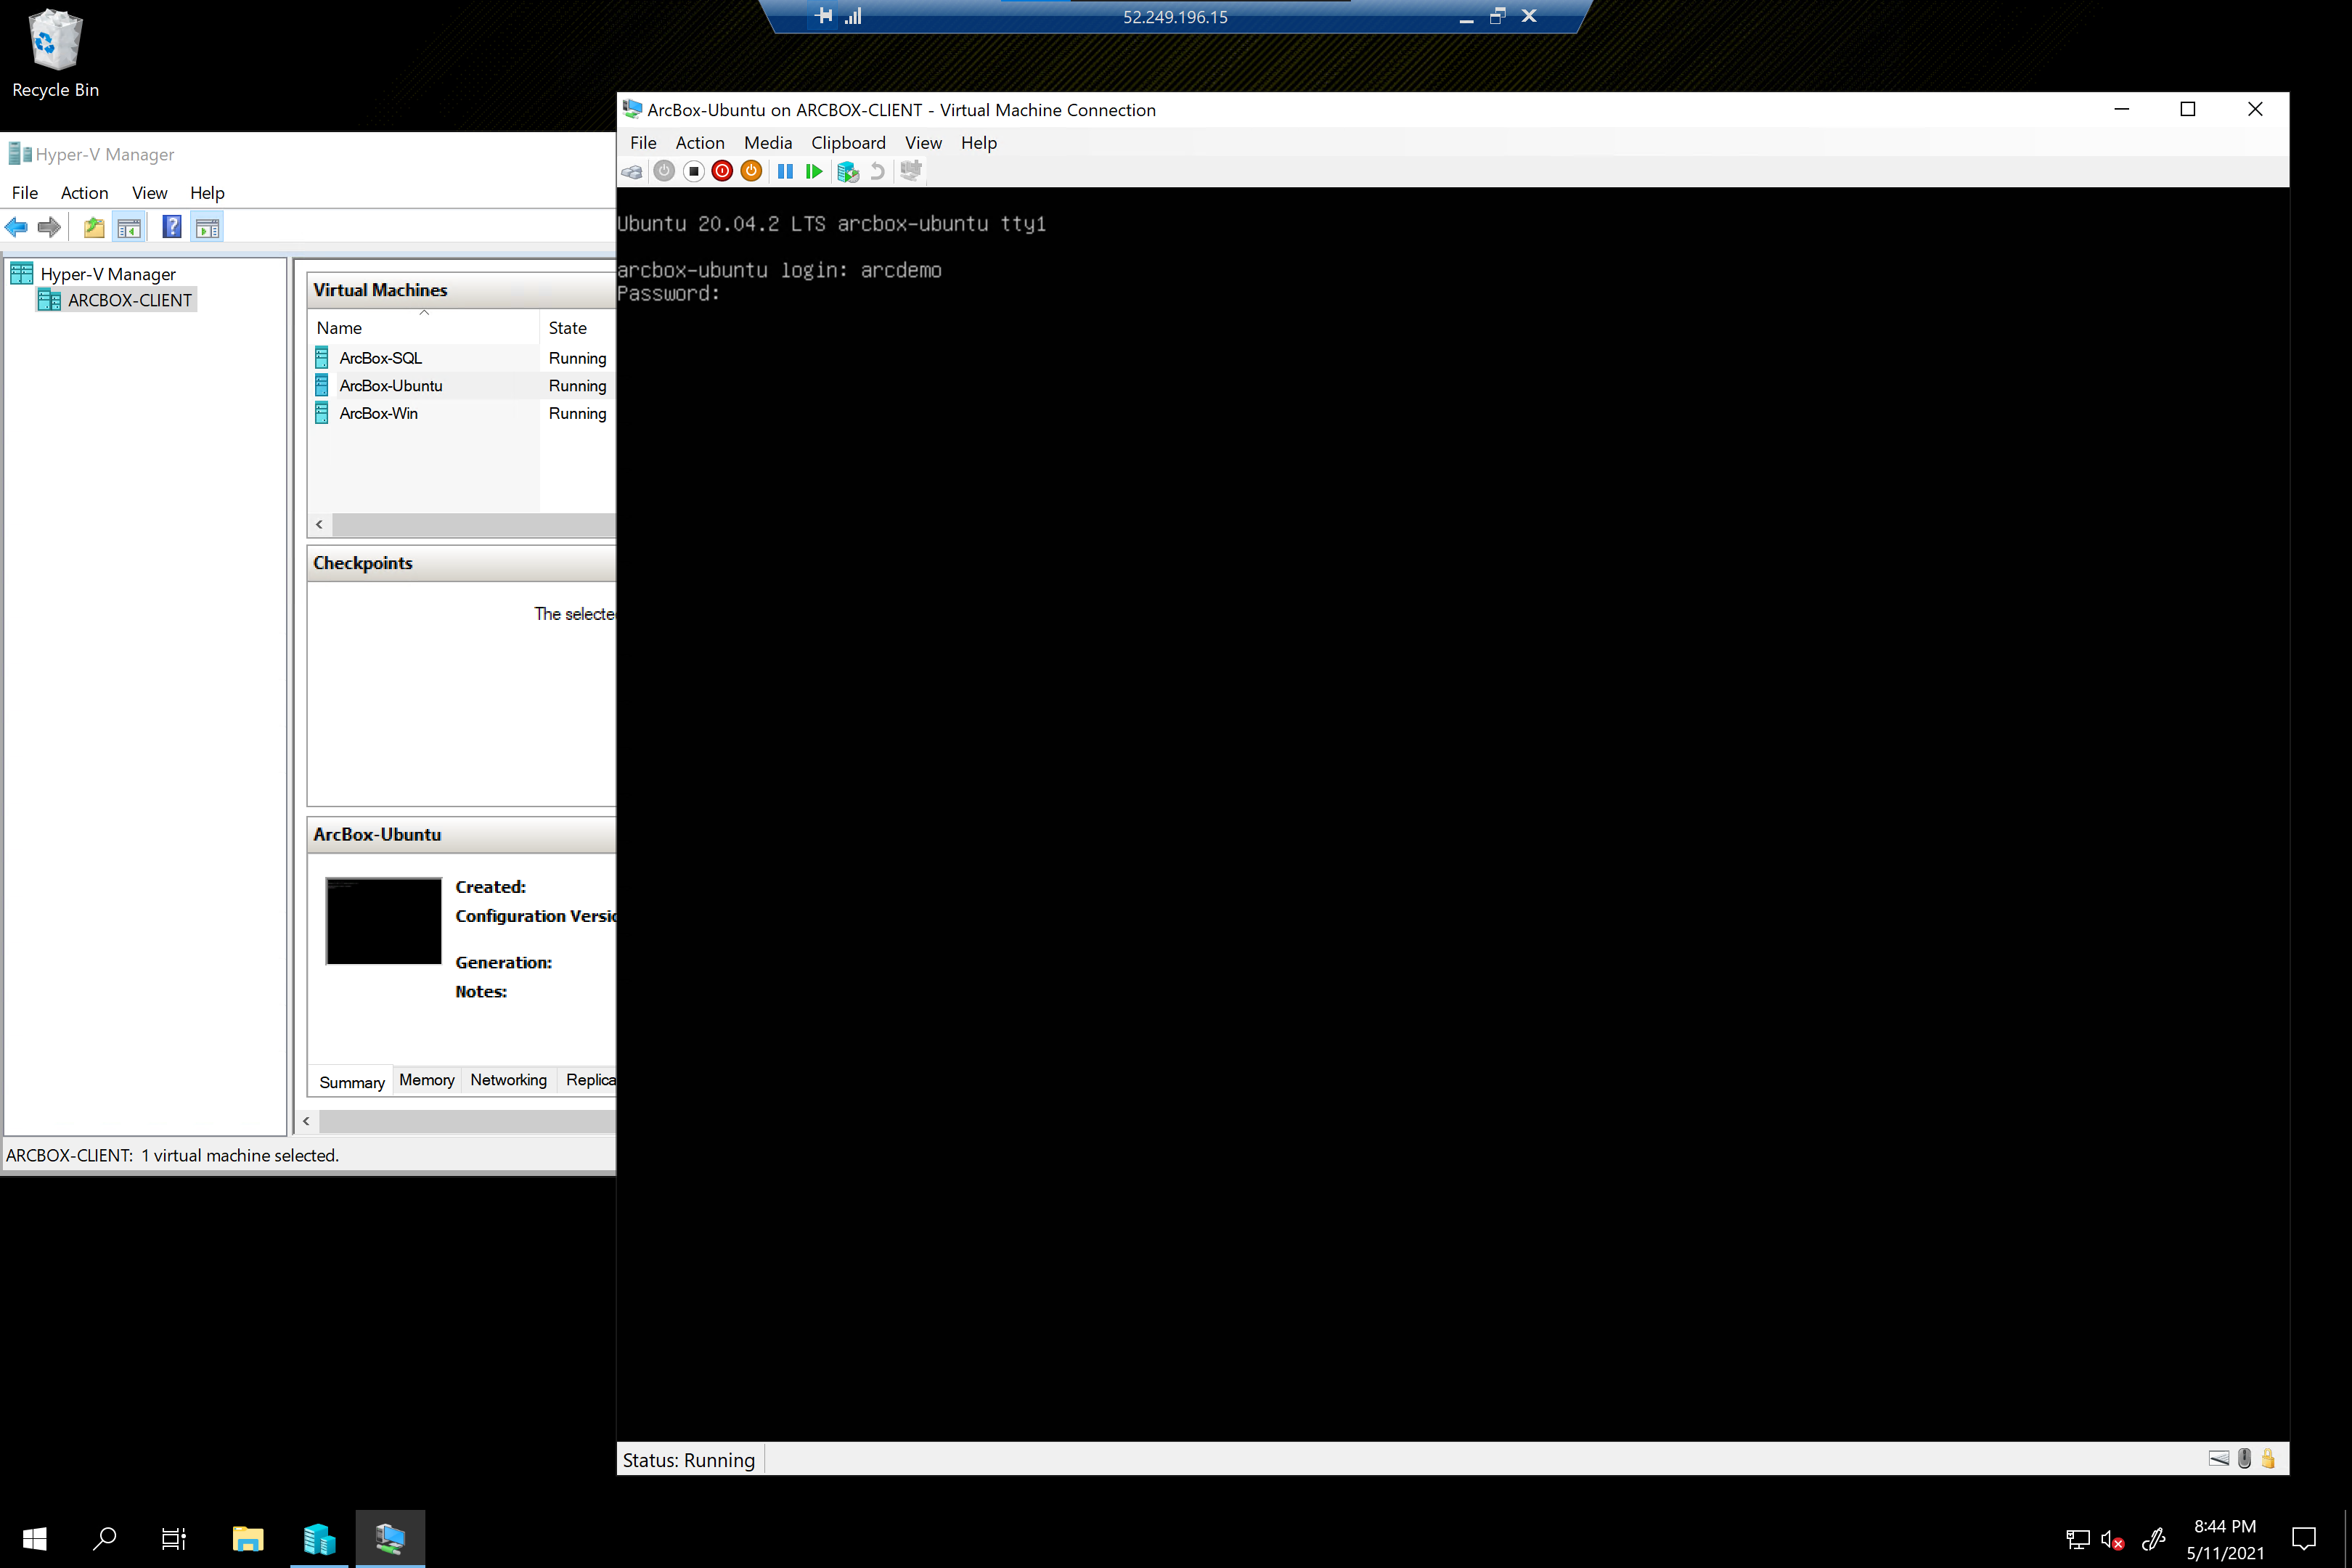 Recycle Bin
52.249.196.15
Hyper-V Manager
File Action View Help
Hyper-V Manager
ARCBOX-CLIENT
Virtual Machines
Name State
ArcBox-SQL Running
ArcBox-Ubuntu Running
ArcBox-Win Running
Checkpoints
The selecte
ArcBox-Ubuntu
Created:
Configuration Versio
Generation:
Notes:
Summary Memory Networking Replica
ARCBOX-CLIENT: 1 virtual machine selected.
ArcBox-Ubuntu on ARCBOX-CLIENT - Virtual Machine Connection
File Action Media Clipboard View Help
Ubuntu 20.04.2 LTS arcbox-ubuntu tty1
arcbox-ubuntu login: arcdemo
Password:
Status: Running
8:44 PM
5/11/2021